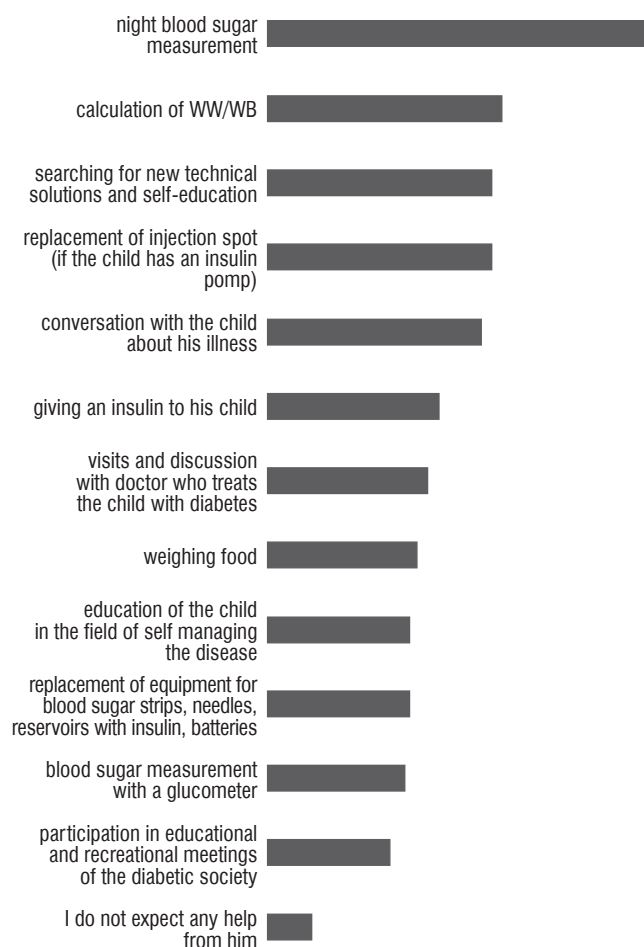 night blood sugar
measurement
calculation of WW/WB
searching for new technical
solutions and self-education
replacement of injection spot
(if the child has an insulin
pomp)
conversation with the child
about his illness
giving an insulin to his child
visits and discussion
with doctor who treats
the child with diabetes
weighing food
education of the child
in the field of self managing
the disease
replacement of equipment for
blood sugar strips, needles,
reservoirs with insulin, batteries
blood sugar measurement
with a glucometer
participation in educational
and recreational meetings
of the diabetic society
I do not expect any help
from him